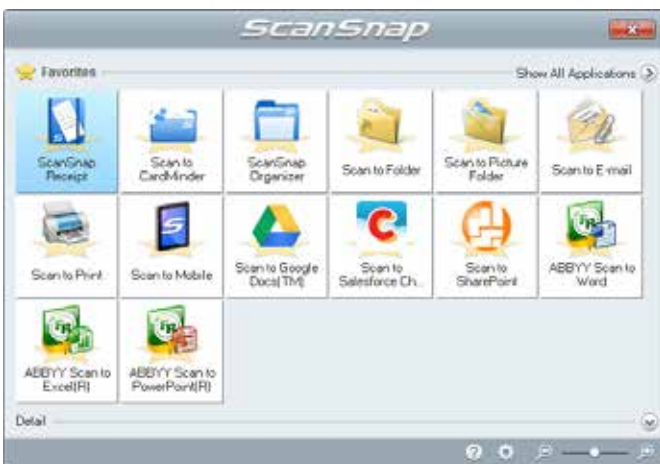 ScanSnap
Favorites
Show All Applications
ScanSnap
Receipt
Scan to
CardMinder
ScanSnap
Organizer
Scan to Folder
Scan to Picture
Folder
Scan to E-mail
Scan to Print
Scan to Mobile
Scan to Google
Docs(TM)
Scan to
Salesforce Ch...
Scan to
SharePoint
ABBYY Scan to
Word
ABBYY Scan to
Excel(R)
ABBYY Scan to
PowerPoint(R)
Detail